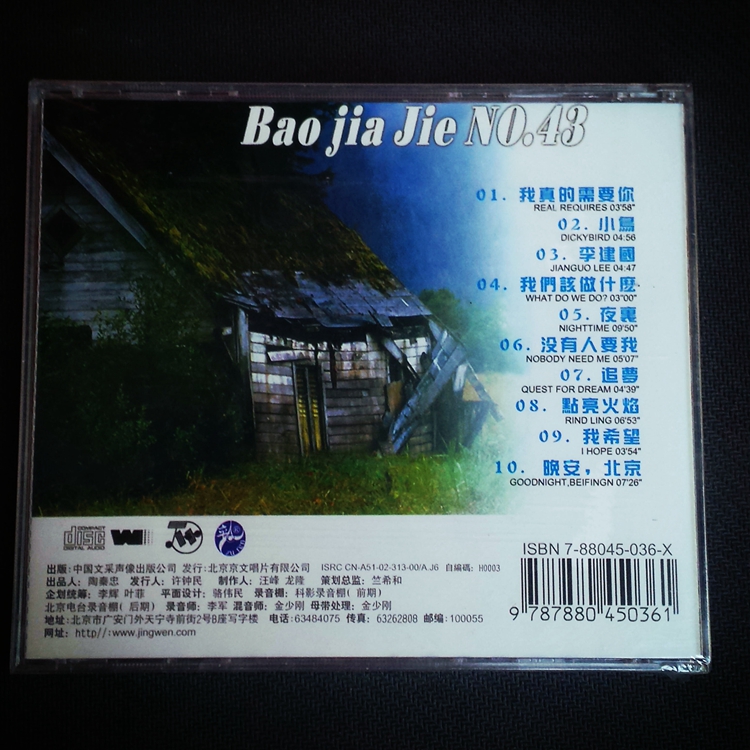 Bao jia Jie NO.43
01. 我真的需要你
REAL REQUIRES 03'58"
02. 小鳥
DICKYBIRD 04:56
03. 李建國
JIANGUO LEE 04:47
04. 我們該做什麼
WHAT DO WE DO? 03'00"
05. 夜裏
NIGHTTIME 09'50"
06. 没有人要我
NOBODY NEED ME 05'07"
07. 追夢
QUEST FOR DREAM 04'39"
08. 點亮火焰
RIND LING 06'53"
09. 我希望
I HOPE 03'54"
10. 晚安，北京
GOODNIGHT,BEIFINGN 07'26"
COMPACT
disc
DIGITAL AUDIO
ISBN 7-88045-036-X
9 787880 450361
出版: 中国文采声像出版公司 发行: 北京京文唱片有限公司 ISRC CN-A51-02-313-00/A.J6 自编码: H0003
出品人: 陶秦忠 发行人: 许钟民 制作人: 汪峰 龙隆 策划总监: 竺希和
企划统筹: 李辉 叶菲 平面设计: 骆伟民 录音棚: 科影录音棚(前期)
北京电台录音棚(后期) 录音师: 李军 混音师: 金少刚 母带处理: 金少刚
地址: 北京市广安门外天宁寺前街2号B座写字楼 电话: 63484075 传真: 63262808 邮编: 100055
网址: http//:www.jingwen.com